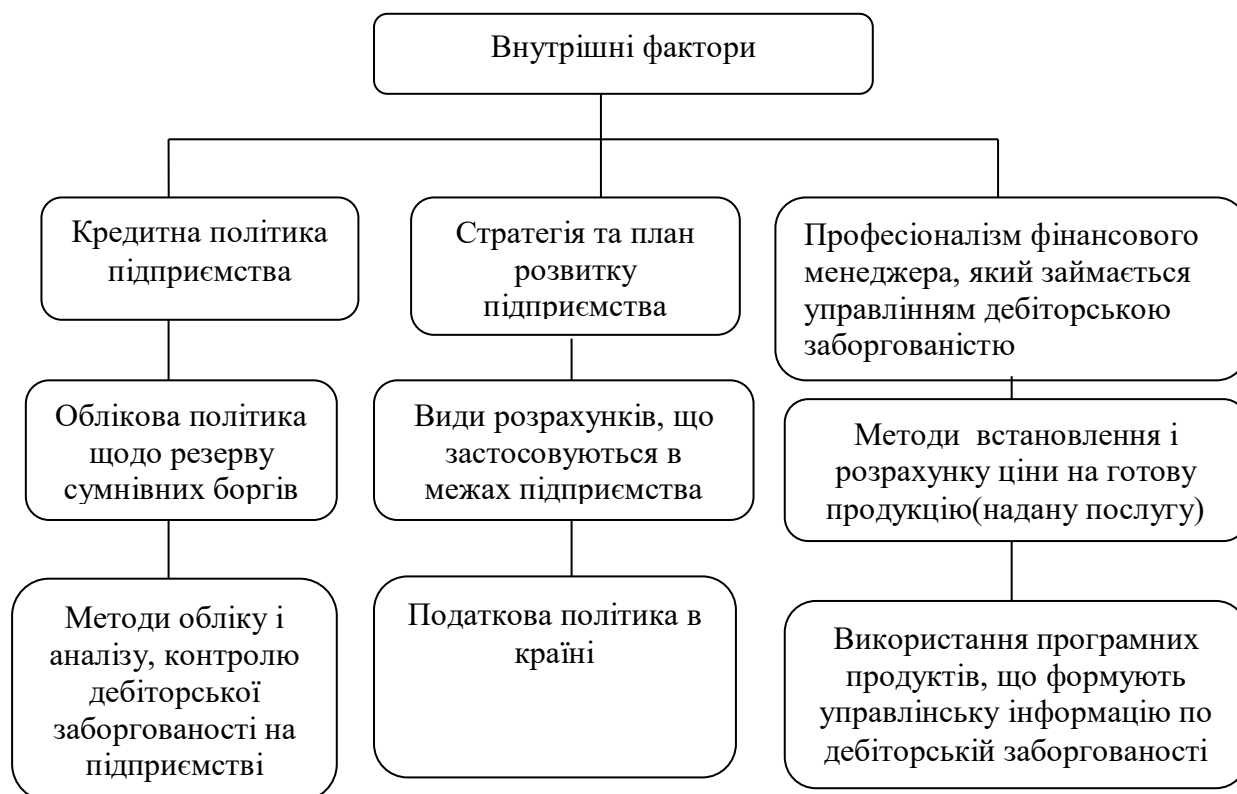 Внутрішні фактори
Кредитна політика
підприємства
Стратегія та план
розвитку
підприємства
Професіоналізм фінансового
менеджера, який займається
управлінням дебіторською
заборгованістю
Облікова політика
щодо резерву
сумнівних боргів
Види розрахунків, що
застосовуються в
межах підприємства
Методи встановлення і
розрахунку ціни на готову
продукцію(надану послугу)
Методи обліку і
аналізу, контролю
дебіторської
заборгованості на
підприємстві
Податкова політика в
країні
Використання програмних
продуктів, що формують
управлінську інформацію по
дебіторській заборгованості